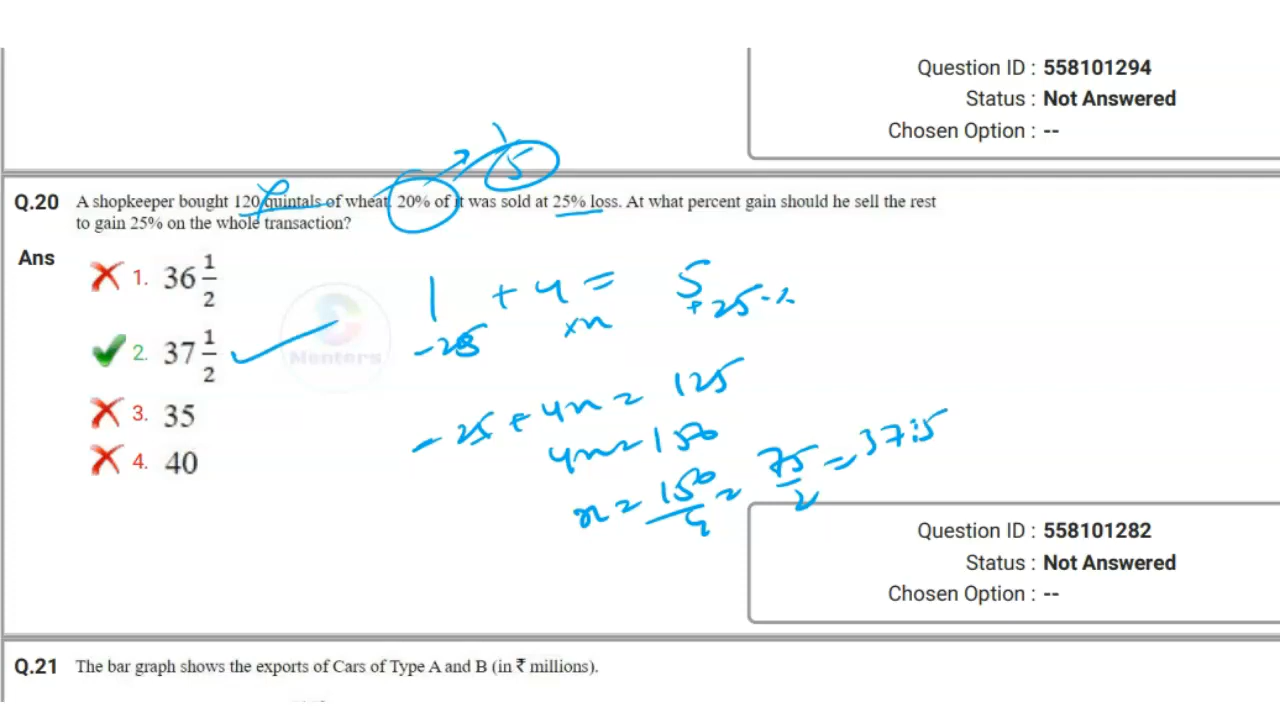 Question ID : 558101294
Status : Not Answered
Chosen Option : --
1
5
Q.20 A shopkeeper bought 120 quintals of wheat. 20% of it was sold at 25% loss. At what percent gain should he sell the rest
to gain 25% on the whole transaction?
Ans
1. 36 1/2
2. 37 1/2
3. 35
4. 40
Menters
1 + 4 = 5
-25 ×n +25%
-25 + 4n = 125
4n = 150
n = 150/4 = 75/2 = 37.5
Question ID : 558101282
Status : Not Answered
Chosen Option : --
Q.21 The bar graph shows the exports of Cars of Type A and B (in ₹ millions).